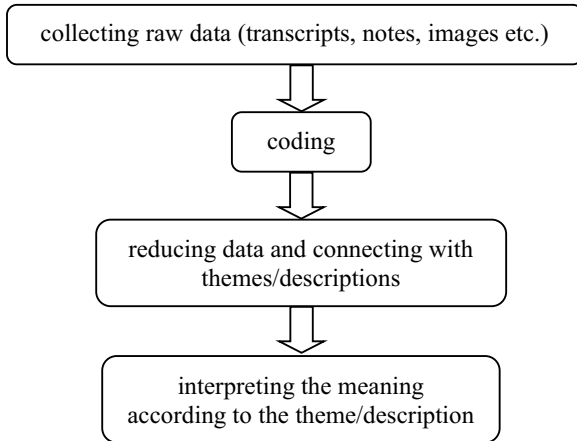 collecting raw data (transcripts, notes, images etc.)
coding
reducing data and connecting with
themes/descriptions
interpreting the meaning
according to the theme/description